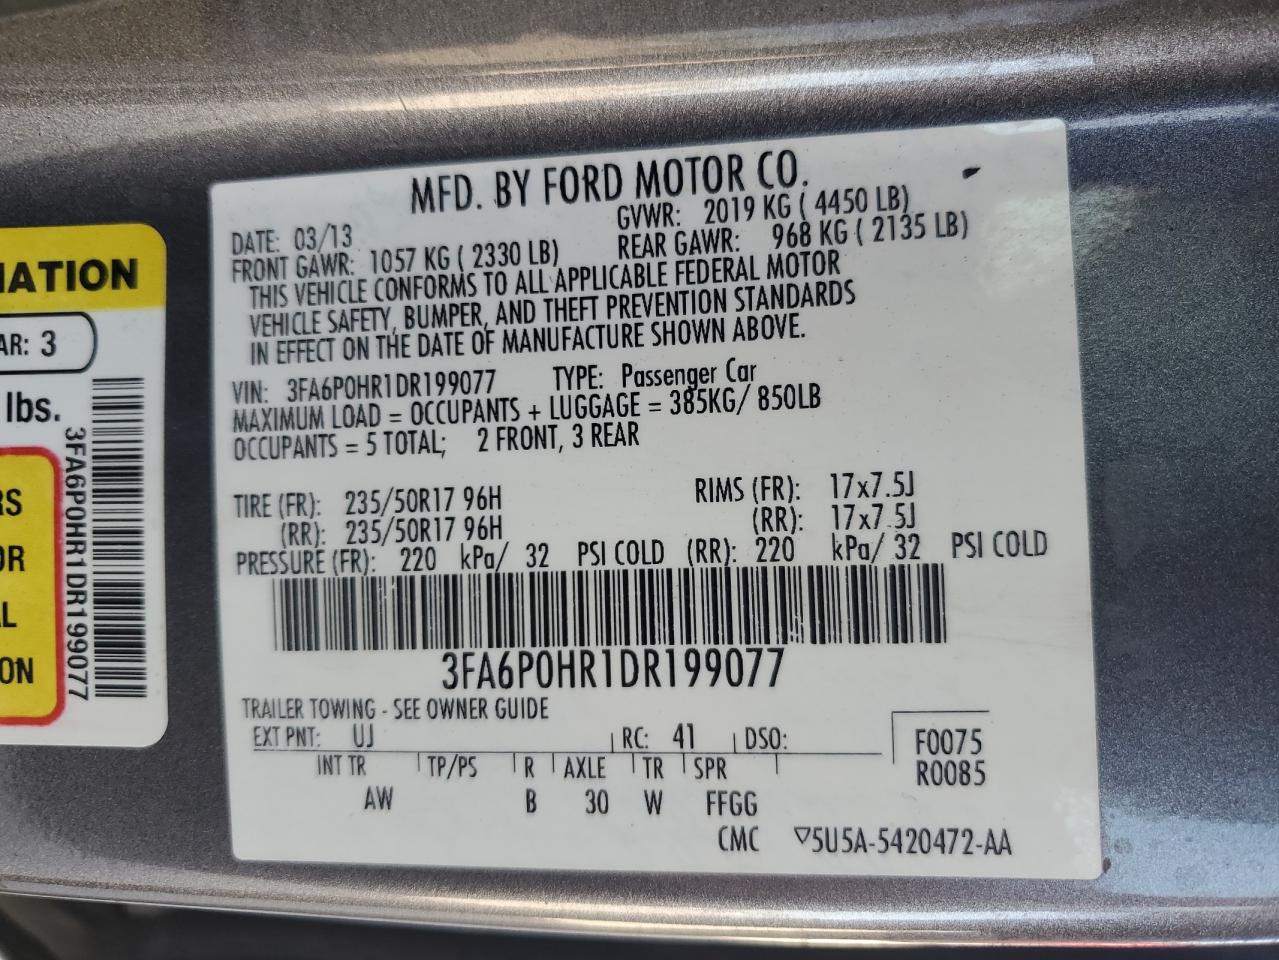 MFD. BY FORD MOTOR CO.
DATE: 03/13 GVWR: 2019 KG ( 4450 LB)
FRONT GAWR: 1057 KG ( 2330 LB) REAR GAWR: 968 KG ( 2135 LB)
THIS VEHICLE CONFORMS TO ALL APPLICABLE FEDERAL MOTOR
VEHICLE SAFETY, BUMPER, AND THEFT PREVENTION STANDARDS
IN EFFECT ON THE DATE OF MANUFACTURE SHOWN ABOVE.
VIN: 3FA6P0HR1DR199077 TYPE: Passenger Car
MAXIMUM LOAD = OCCUPANTS + LUGGAGE = 385KG/ 850LB
OCCUPANTS = 5 TOTAL; 2 FRONT, 3 REAR
TIRE (FR): 235/50R17 96H RIMS (FR): 17x7.5J
(RR): 235/50R17 96H (RR): 17x7.5J
PRESSURE (FR): 220 kPa/ 32 PSI COLD (RR): 220 kPa/ 32 PSI COLD
3FA6P0HR1DR199077
TRAILER TOWING - SEE OWNER GUIDE
EXT PNT: UJ RC: 41 DSO:
INT TR TP/PS R AXLE TR SPR
AW B 30 W FFGG
F0075
R0085
CMC ▽5U5A-5420472-AA
MATION
AR: 3
lbs.
3FA6P0HR1DR199077
RS
OR
L
ON